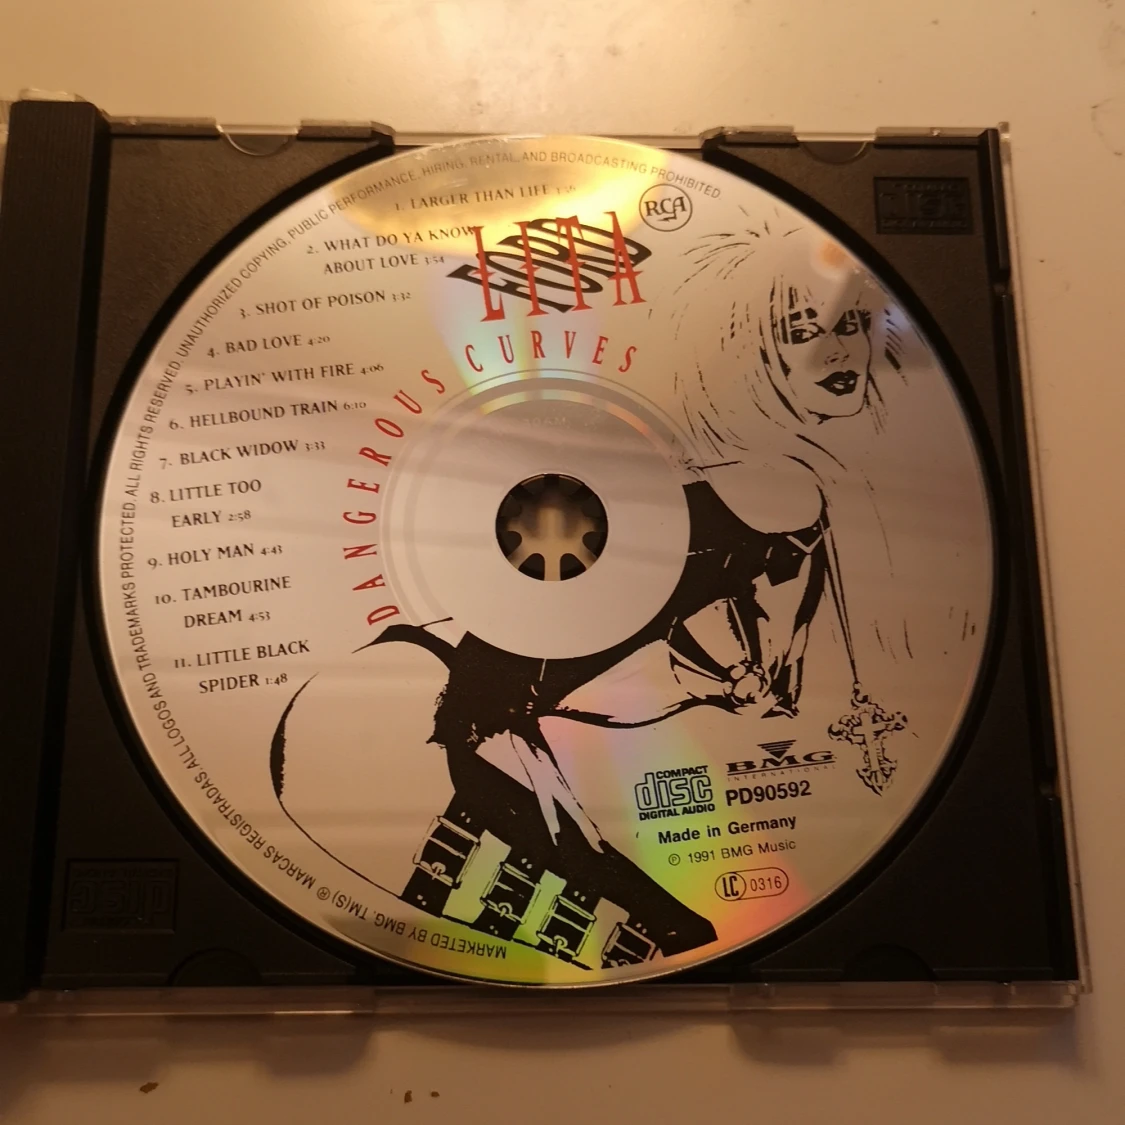 1. LARGER THAN LIFE 3:56
2. WHAT DO YA KNOW
ABOUT LOVE 3:54
3. SHOT OF POISON 3:32
4. BAD LOVE 4:20
5. PLAYIN' WITH FIRE 4:06
6. HELLBOUND TRAIN 6:10
7. BLACK WIDOW 3:33
8. LITTLE TOO
EARLY 2:58
9. HOLY MAN 4:43
10. TAMBOURINE
DREAM 4:53
11. LITTLE BLACK
SPIDER 1:48
LITA
FORD
DANGEROUS CURVES
RCA
COMPACT
disc
DIGITAL AUDIO
BMG
INTERNATIONAL
PD90592
Made in Germany
℗ 1991 BMG Music
LC 0316
MARKETED BY BMG. TM(S) ® MARCAS REGISTRADAS. ALL LOGOS AND TRADEMARKS PROTECTED. ALL RIGHTS RESERVED. UNAUTHORIZED COPYING, PUBLIC PERFORMANCE, HIRING, RENTAL, AND BROADCASTING PROHIBITED